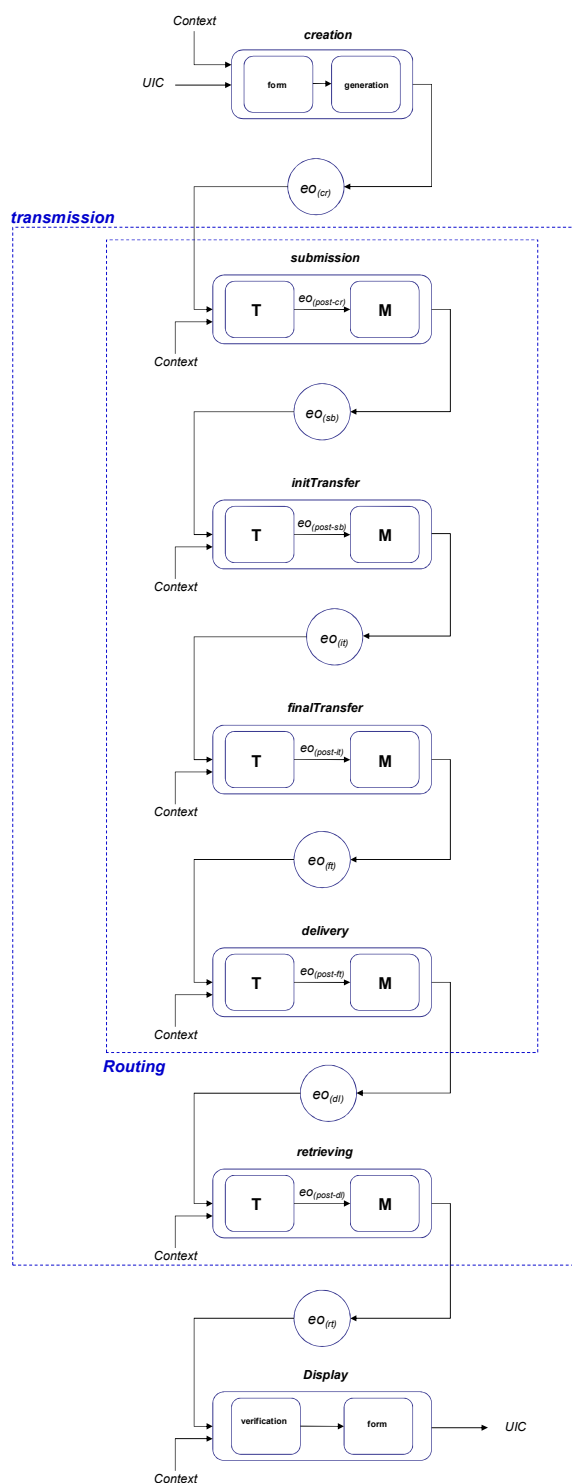 Context
creation
UIC
form
generation
eo(cr)
transmission
submission
T
eo(post-cr)
M
Context
eo(sb)
initTransfer
T
eo(post-sb)
M
Context
eo(it)
finalTransfer
T
eo(post-it)
M
Context
eo(ft)
delivery
T
eo(post-ft)
M
Context
Routing
eo(dl)
retrieving
T
eo(post-dl)
M
Context
eo(rt)
Display
verification
form
UIC
Context